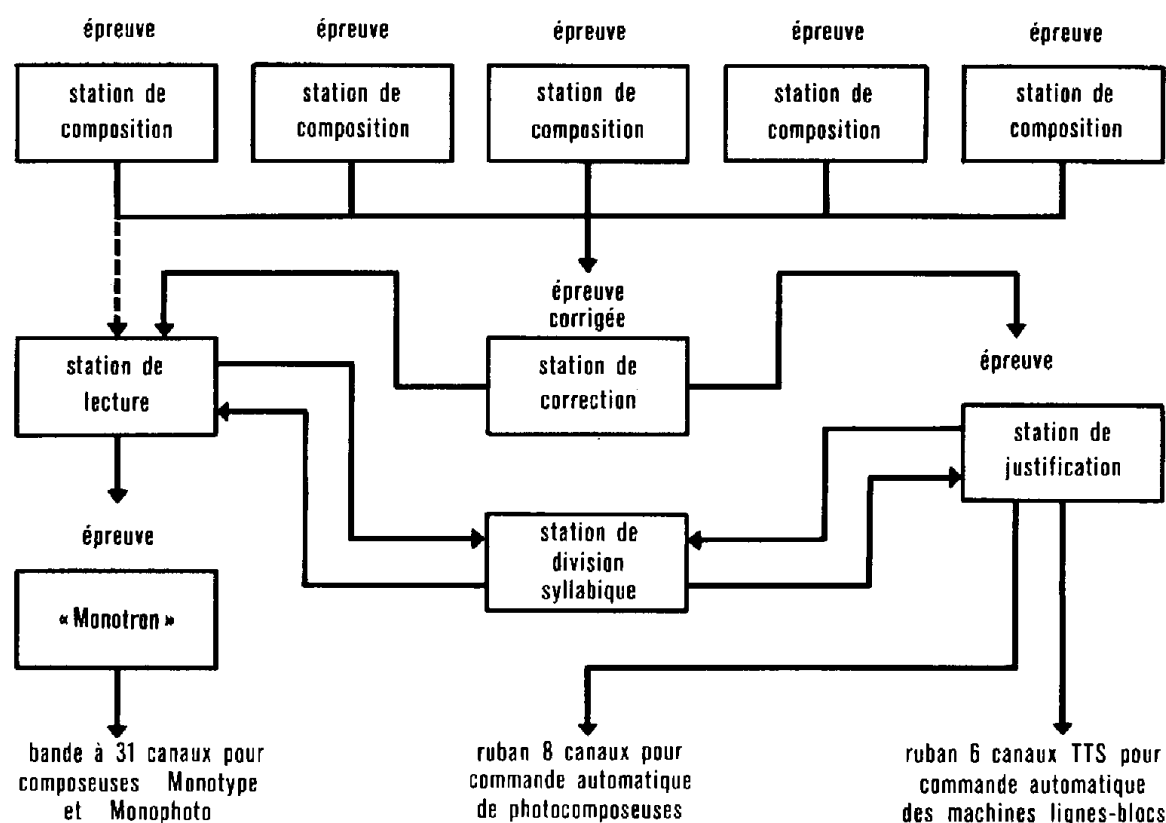 épreuve
épreuve
épreuve
épreuve
épreuve
station de
composition
station de
composition
station de
composition
station de
composition
station de
composition
épreuve
corrigée
station de
lecture
station de
correction
épreuve
station de
justification
épreuve
station de
division
syllabique
« Monotron »
bande à 31 canaux pour
composeuses Monotype
et Monophoto
ruban 8 canaux pour
commande automatique
de photocomposeuses
ruban 6 canaux TTS pour
commande automatique
des machines lignes-blocs